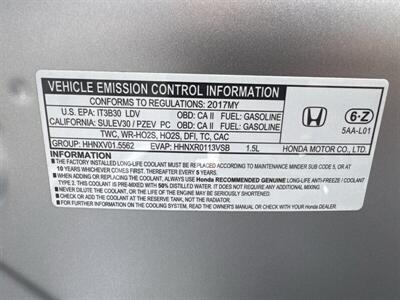 VEHICLE EMISSION CONTROL INFORMATION
CONFORMS TO REGULATIONS: 2017MY
U.S. EPA: IT3B30 LDV OBD: CA II FUEL: GASOLINE
CALIFORNIA: SULEV30 / PZEV PC OBD: CA II FUEL: GASOLINE
TWC, WR-HO2S, HO2S, DFI, TC, CAC
GROUP: HHNXV01.5562 EVAP: HHNXR0113VSB 1.5L
6-Z
5AA-L01
HONDA MOTOR CO., LTD.
INFORMATION
■ THE FACTORY INSTALLED LONG-LIFE COOLANT MUST BE REPLACED ACCORDING TO MAINTENANCE MINDER SUB CODE 5, OR AT
10 YEARS WHICHEVER COMES FIRST. THEREAFTER EVERY 5 YEARS.
■ WHEN ADDING OR REPLACING THE COOLANT, ALWAYS USE Honda RECOMMENDED GENUINE LONG-LIFE ANTI-FREEZE / COOLANT
TYPE 2. THIS COOLANT IS PRE-MIXED WITH 50% DISTILLED WATER. IT DOES NOT REQUIRE ANY ADDITIONAL MIXING.
■ NEVER DILUTE THE COOLANT, OR THE LIFE OF THE ENGINE MAY BE SHORTENED.
■ CHECK OR ADD THE COOLANT AT THE RESERVE TANK, NOT THE RADIATOR.
■ FOR FURTHER INFORMATION ON THE COOLING SYSTEM, READ THE OWNER'S MANUAL OR CHECK WITH YOUR Honda DEALER.